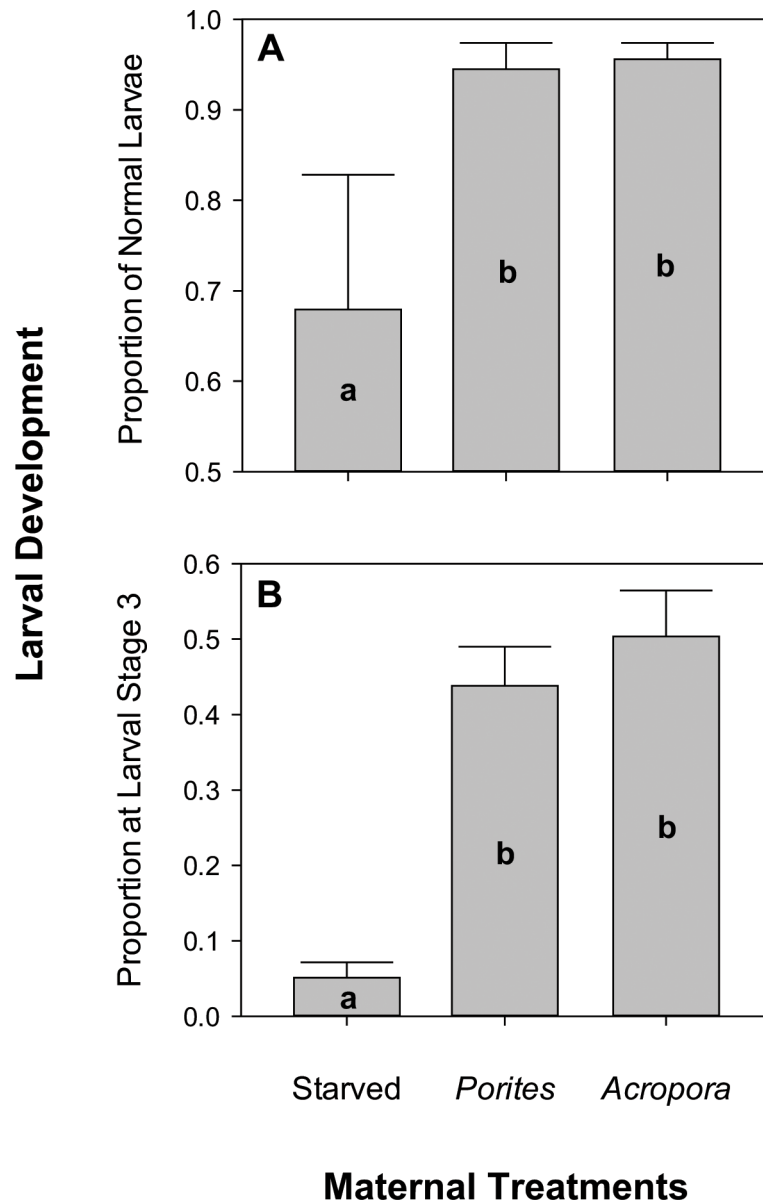 Larval Development
Proportion of Normal Larvae
A
1.0
0.9
0.8
0.7
0.6
0.5
a
b
b
Proportion at Larval Stage 3
B
0.6
0.5
0.4
0.3
0.2
0.1
0.0
a
b
b
Starved Porites Acropora
Maternal Treatments